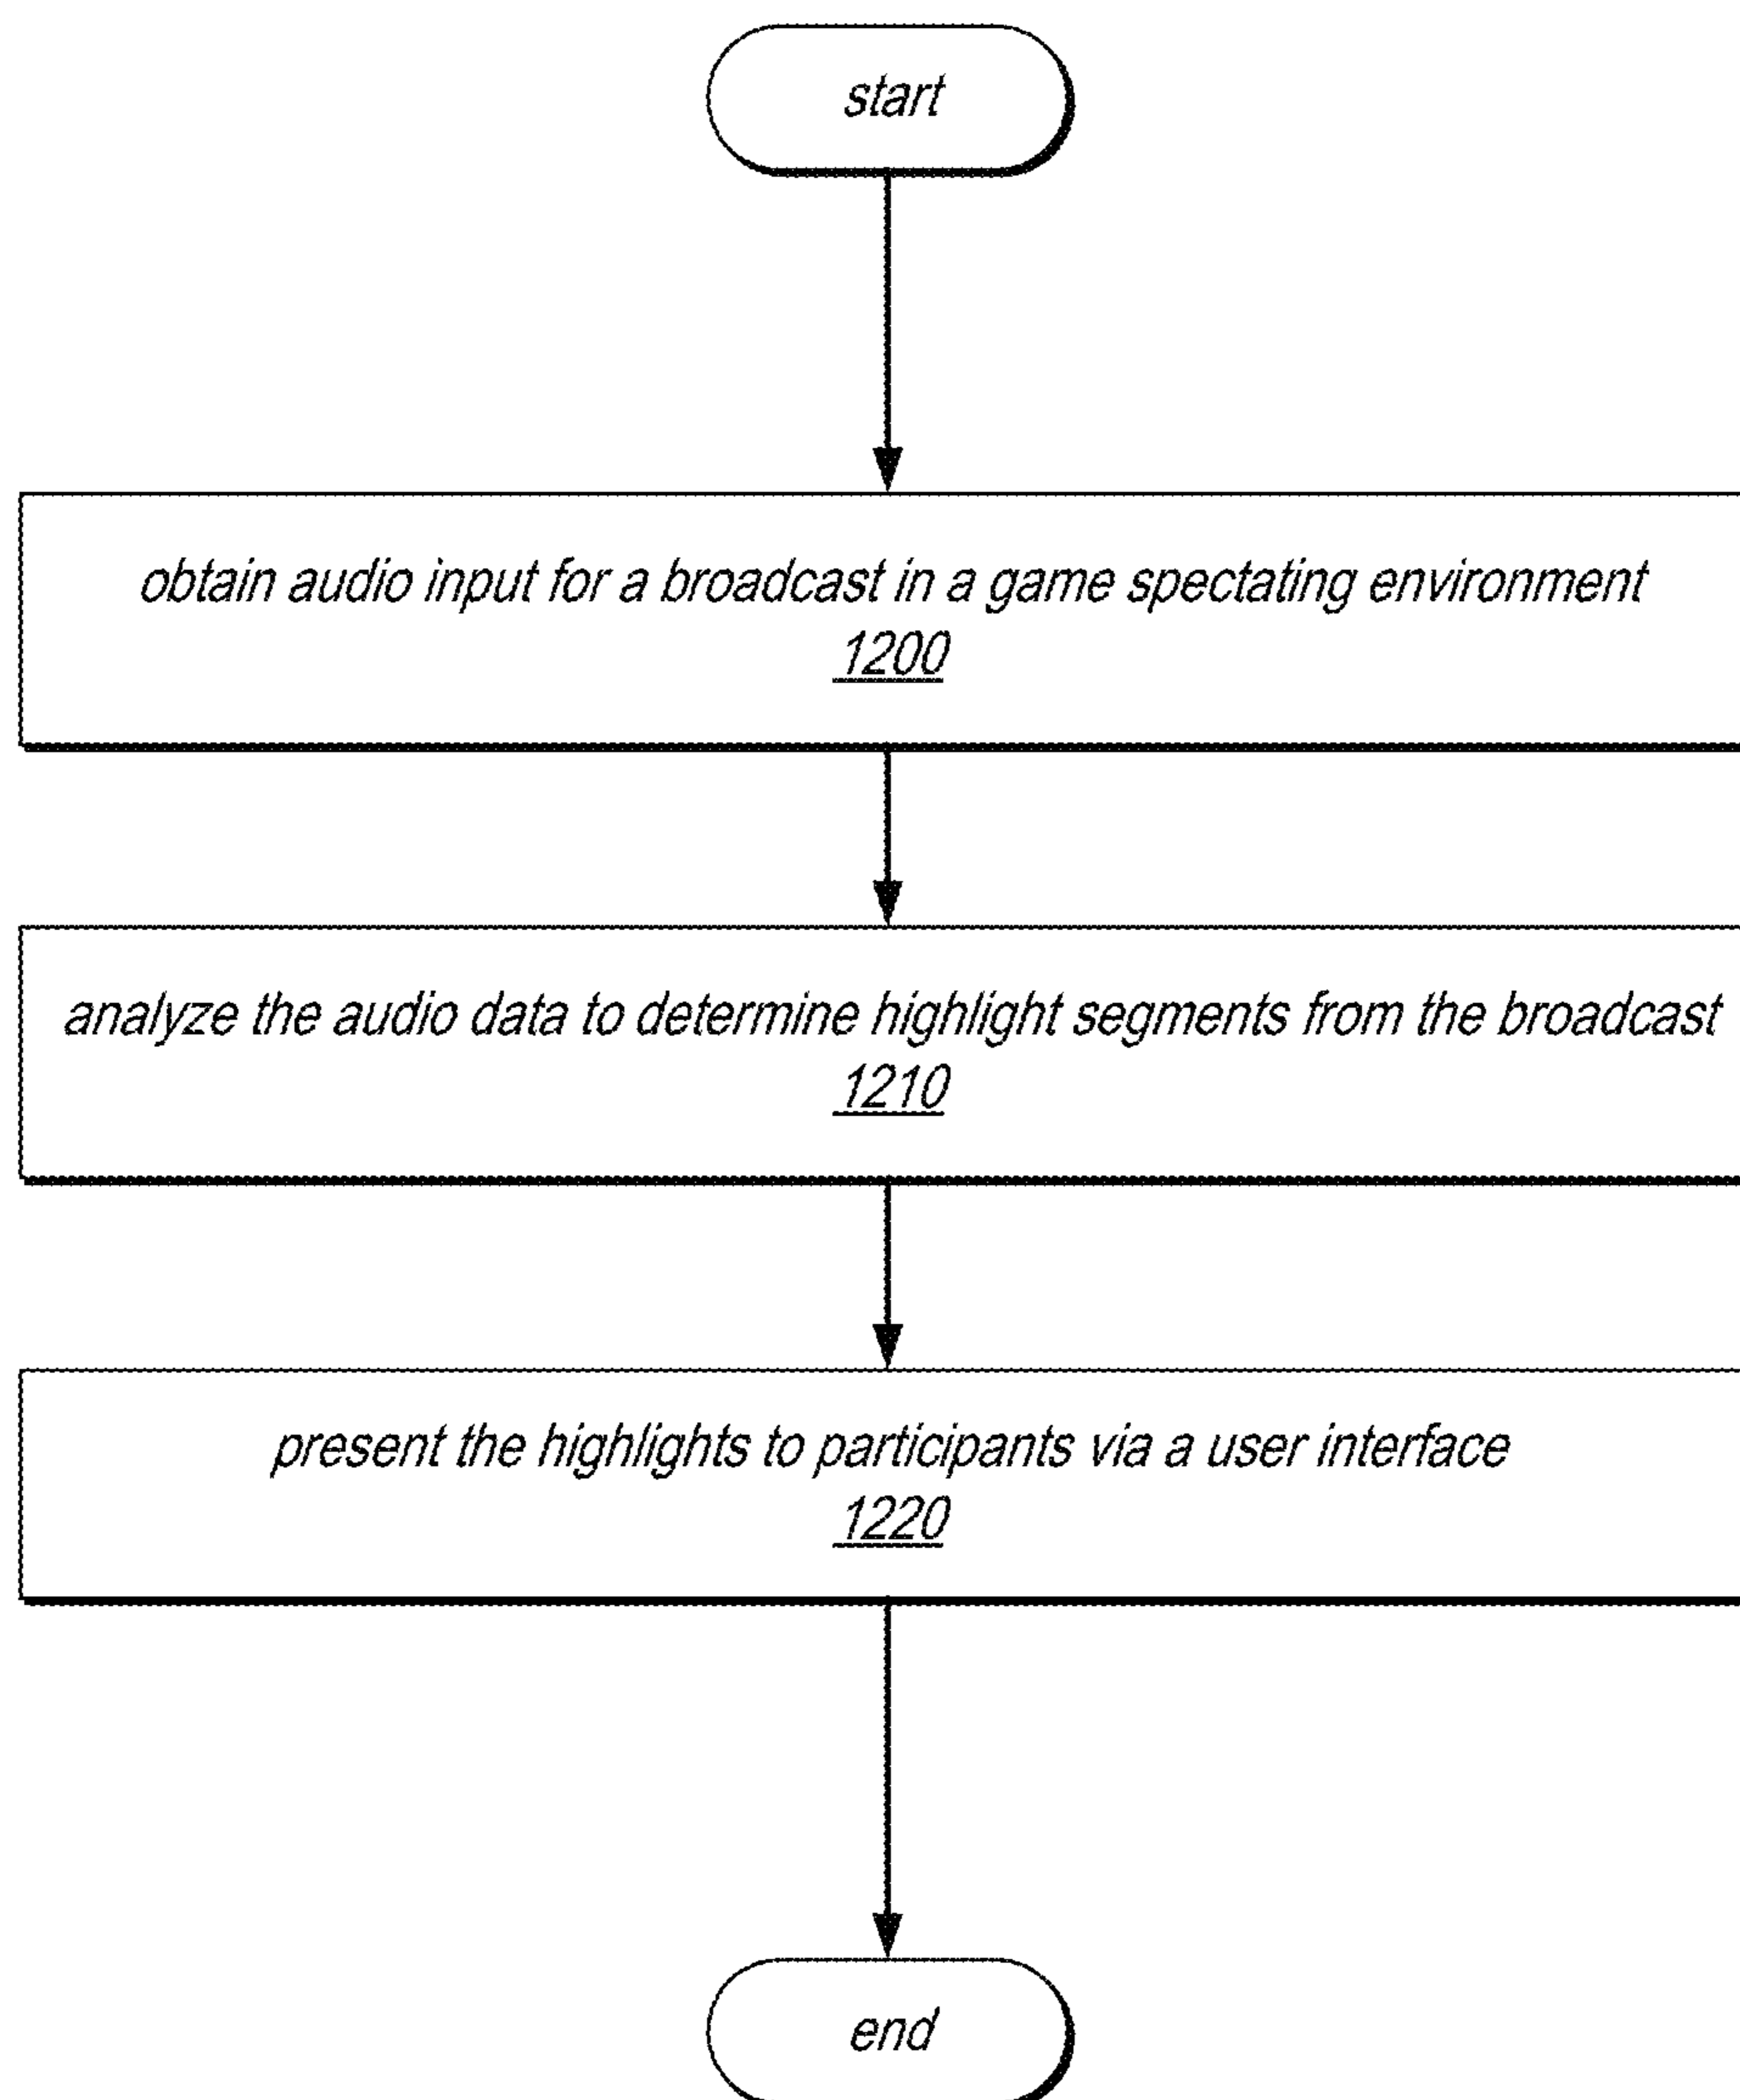 start
obtain audio input for a broadcast in a game spectating environment
1200
analyze the audio data to determine highlight segments from the broadcast
1210
present the highlights to participants via a user interface
1220
end